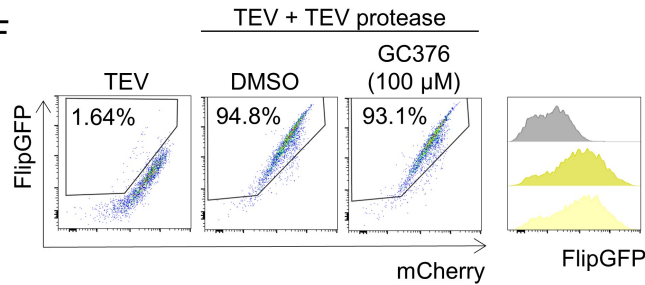 F
TEV + TEV protease
TEV
DMSO
GC376
(100 µM)
1.64%
94.8%
93.1%
FlipGFP
mCherry
FlipGFP